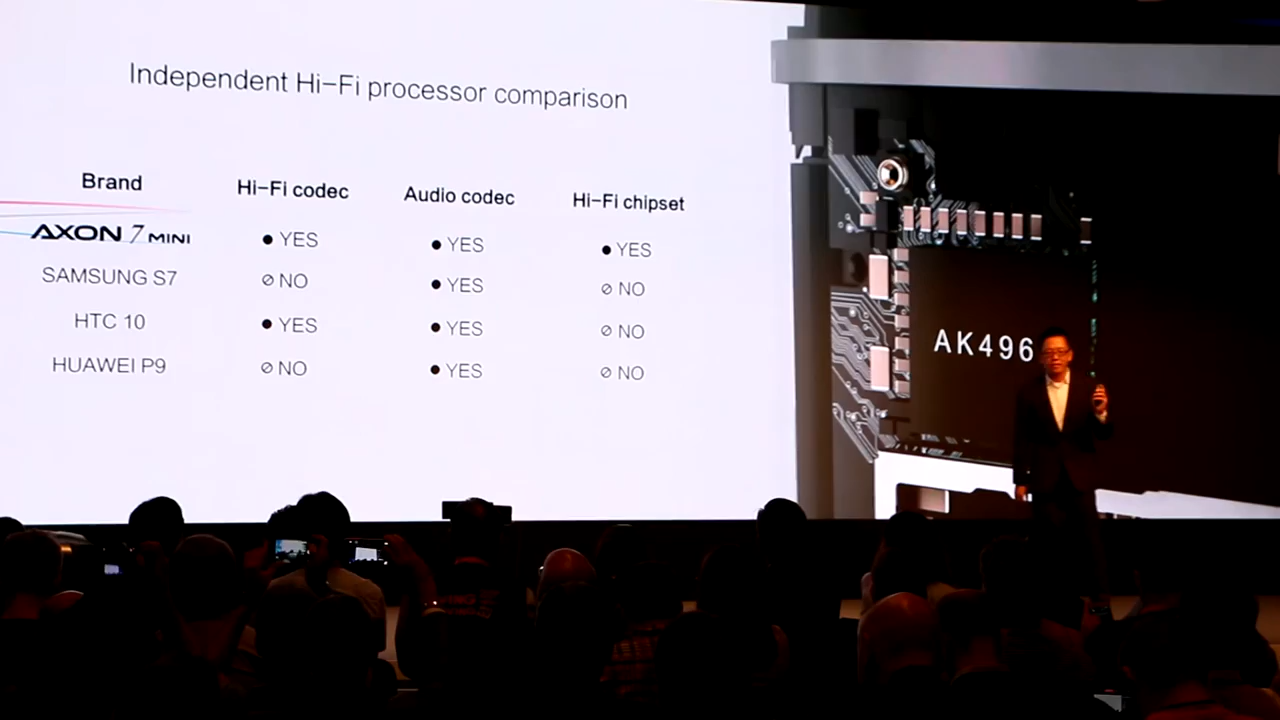 Independent Hi-Fi processor comparison
Brand Hi-Fi codec Audio codec Hi-Fi chipset
AXON 7 MINI ● YES ● YES ● YES
SAMSUNG S7 ⊘ NO ● YES ⊘ NO
HTC 10 ● YES ● YES ⊘ NO
HUAWEI P9 ⊘ NO ● YES ⊘ NO
AK496